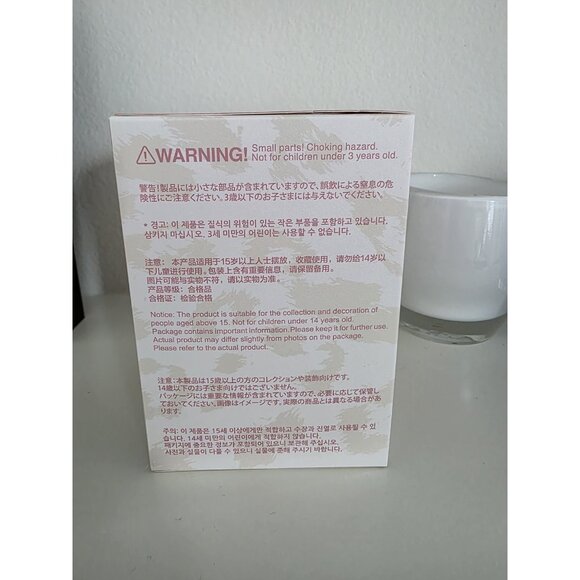 ⚠WARNING! Small parts! Choking hazard.
Not for children under 3 years old.
警告!製品には小さな部品が含まれていますので、誤飲による窒息の危
険性にご注意ください。3歳以下のお子さまには与えないでください。
* 경고: 이 제품은 질식의 위험이 있는 작은 부품을 포함하고 있습니다.
삼키지 마십시오. 3세 미만의 어린이는 사용할 수 없습니다.
注意: 本产品适用于15岁以上人士摆放，收藏使用，请勿给14岁以
下儿童进行使用。包装上含有重要信息，请保留备用。
图片可能与实物不符，请以实物为准。
产品等级: 合格品
合格证: 检验合格
Notice: The product is suitable for the collection and decoration of
people aged above 15. Not for children under 14 years old.
Package contains important information.Please keep it for further use.
Actual product may differ slightly from photos on the package.
Please refer to the actual product.
注意:本製品は15歳以上の方のコレクションや装飾向けです。
14歳以下のお子さま向けではございません。
パッケージには重要な情報が含まれていますので、必要に応じて保管し
ておいてください。画像はイメージです。実際の商品とは異なる場合が
あります。
주의: 이 제품은 15세 이상에게만 적합하고 수장과 진열로 사용될 수 있
습니다. 14세 미만의 어린이에게 적합하지 않습니다.
패키지에 중요한 정보가 포함되어 있으니 보관해 주십시오.
사진과 실물이 다를 수 있으니 실물에 준해 주시기 바랍니다.